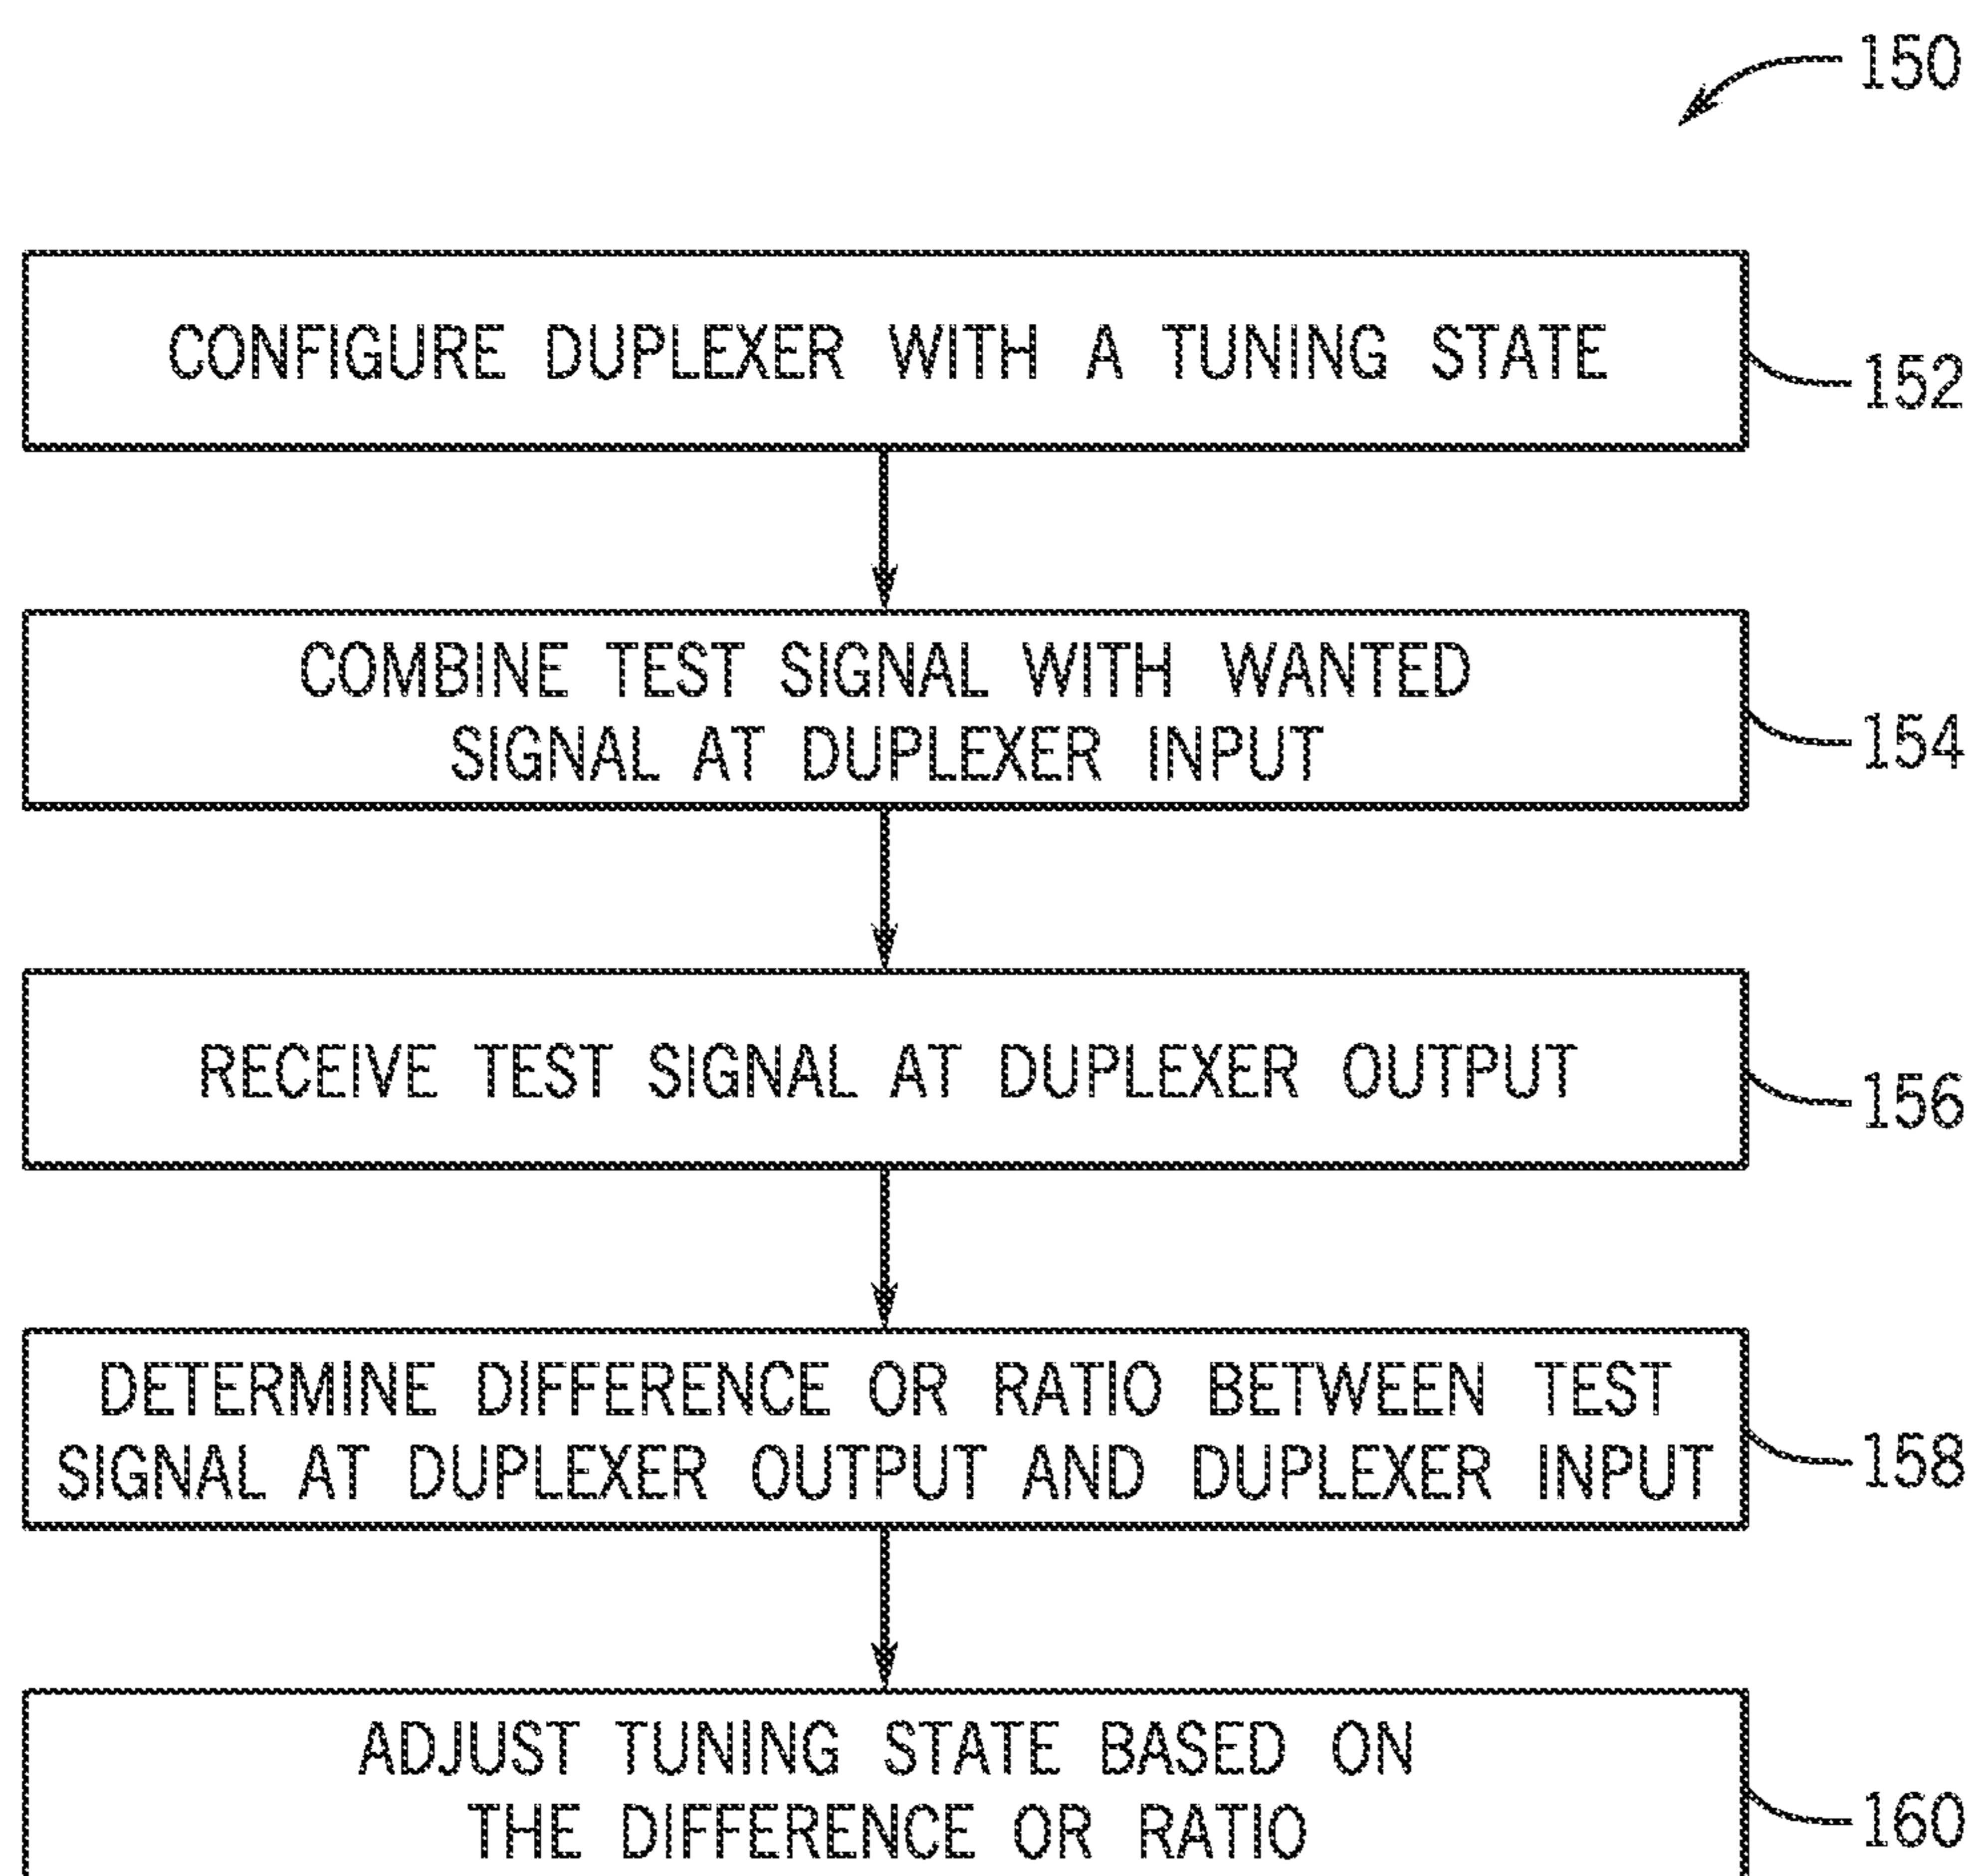 150
CONFIGURE DUPLEXER WITH A TUNING STATE
152
COMBINE TEST SIGNAL WITH WANTED
SIGNAL AT DUPLEXER INPUT
154
RECEIVE TEST SIGNAL AT DUPLEXER OUTPUT
156
DETERMINE DIFFERENCE OR RATIO BETWEEN TEST
SIGNAL AT DUPLEXER OUTPUT AND DUPLEXER INPUT
158
ADJUST TUNING STATE BASED ON
THE DIFFERENCE OR RATIO
160